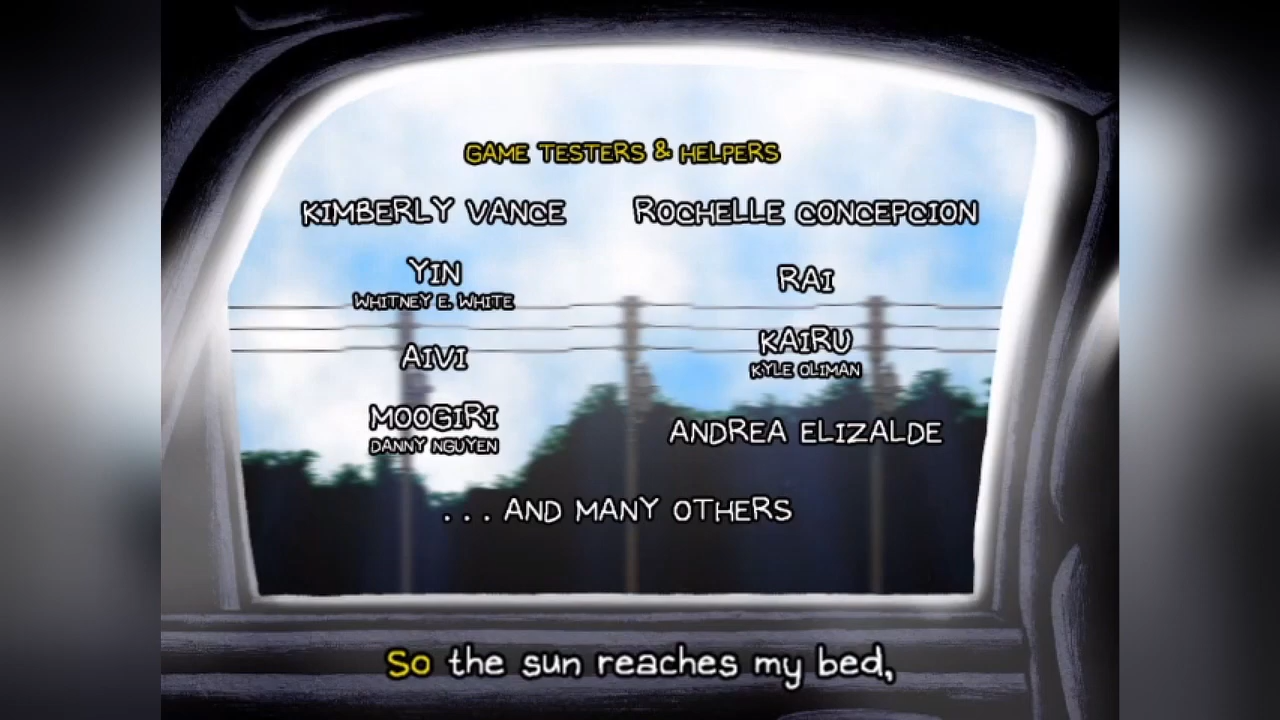 GAME TESTERS & HELPERS
KIMBERLY VANCE
ROCHELLE CONCEPCION
YIN
WHITNEY E. WHITE
RAI
AIVI
KAIRU
KYLE OLIMAN
MOOGIRI
DANNY NGUYEN
ANDREA ELIZALDE
. . . AND MANY OTHERS
So the sun reaches my bed,